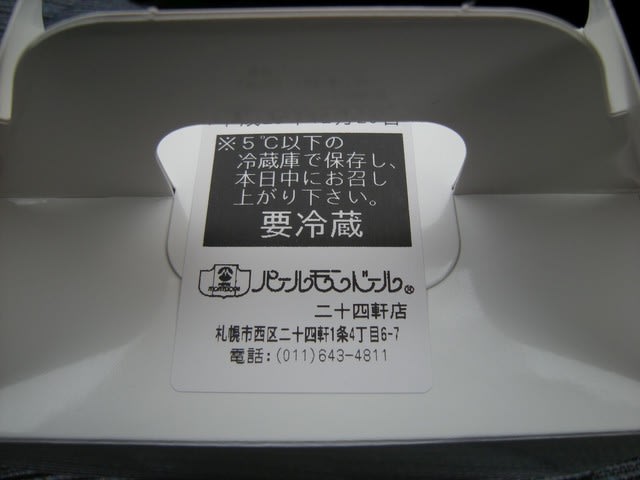 ※5℃以下の
冷蔵庫で保存し、
本日中にお召し
上がり下さい。
要冷蔵
パールモンドール®
二十四軒店
札幌市西区二十四軒1条4丁目6-7
電話:(011)643-4811